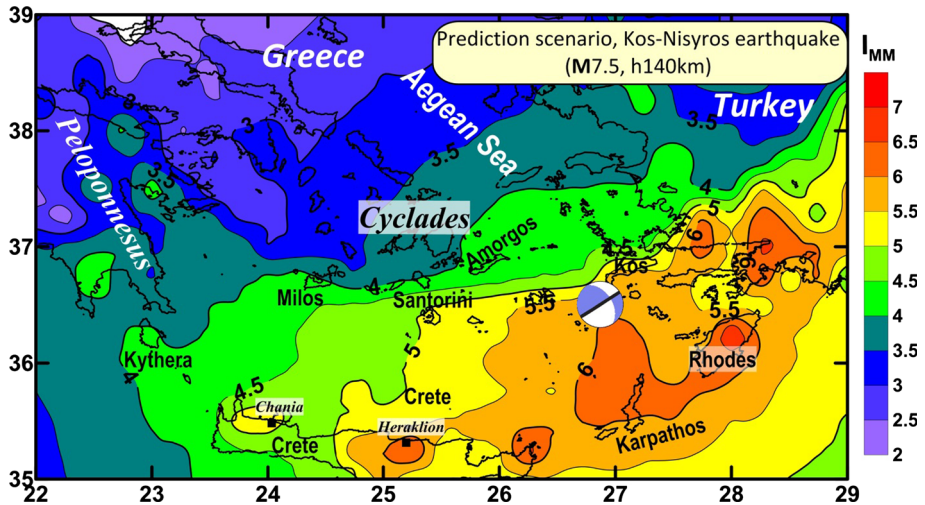 39
38
37
36
35
22
23
24
25
26
27
28
29
Prediction scenario, Kos-Nisyros earthquake
(M7.5, h140km)
Greece
Aegean Sea
Turkey
Peloponnesus
Cyclades
Amorgos
Kos
Milos
Santorini
Kythera
Rhodes
Crete
Chania
Heraklion
Crete
Karpathos
3
3
3.5
3.5
3.5
4
4
4
4.5
4.5
5
5
5.5
5.5
6
6
6
I_MM
7
6.5
6
5.5
5
4.5
4
3.5
3
2.5
2